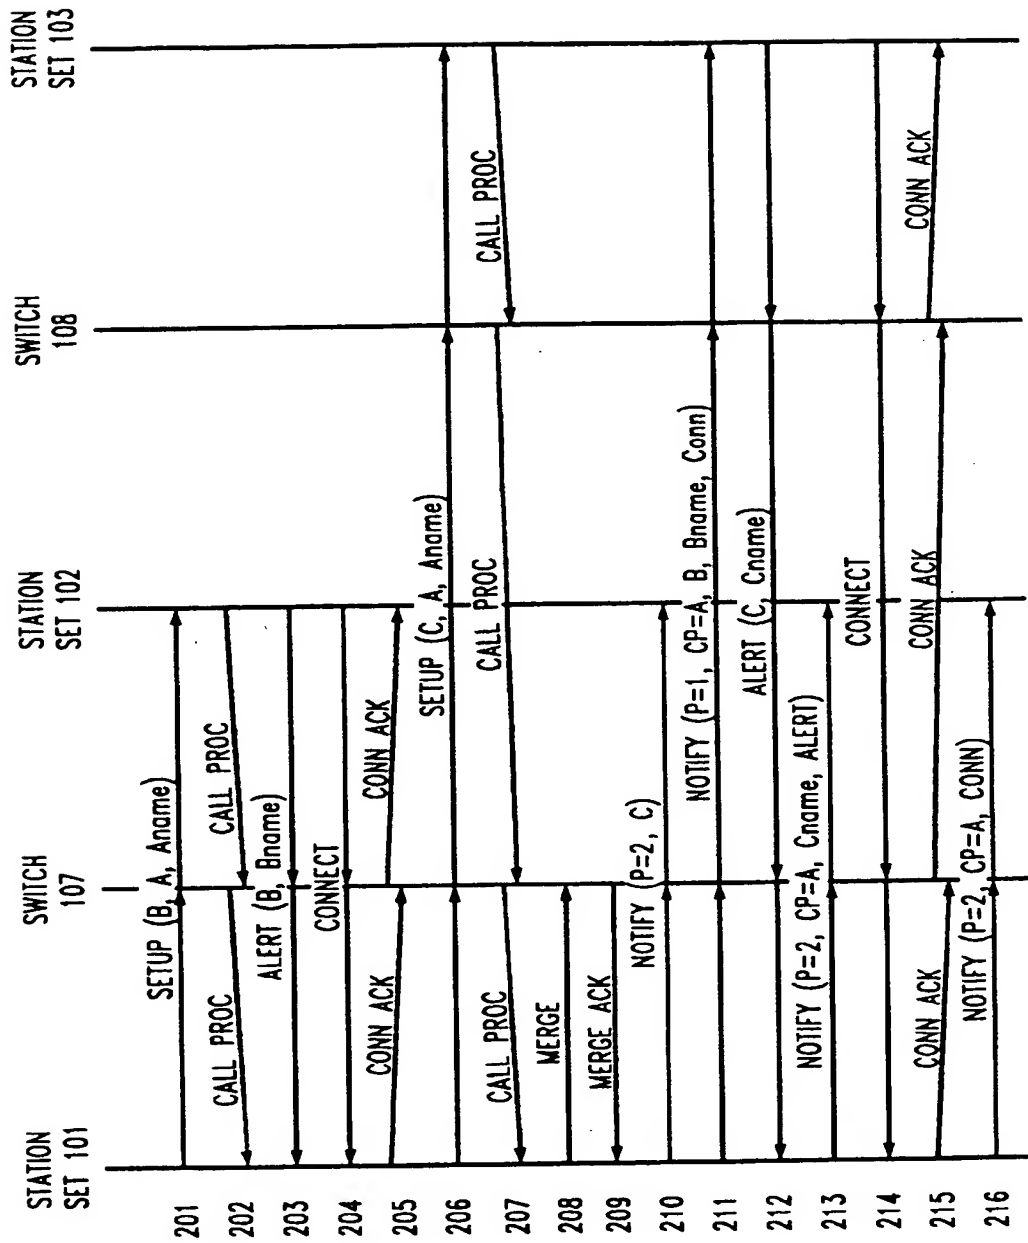 STATION
SET 101
SWITCH
107
STATION
SET 102
SWITCH
108
STATION
SET 103
201
SETUP (B, A, Aname)
202
CALL PROC
CALL PROC
203
ALERT (B, Bname)
204
CONNECT
205
CONN ACK
CONN ACK
206
SETUP (C, A, Aname)
207
CALL PROC
CALL PROC
CALL PROC
208
MERGE
209
MERGE ACK
210
NOTIFY (P=2, C)
211
NOTIFY (P=1, CP=A, B, Bname, Conn)
212
ALERT (C, Cname)
213
NOTIFY (P=2, CP=A, Cname, ALERT)
214
CONNECT
215
CONN ACK
CONN ACK
CONN ACK
216
NOTIFY (P=2, CP=A, CONN)